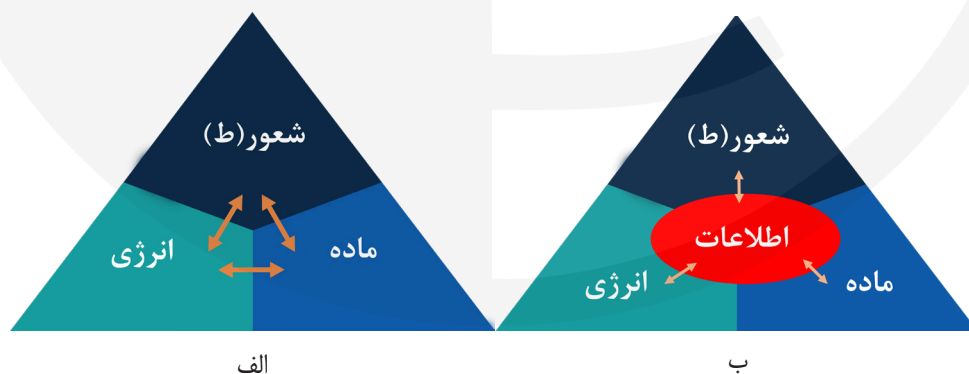 شعور(ط)
انرژی
ماده
الف
شعور(ط)
اطلاعات
انرژی
ماده
ب